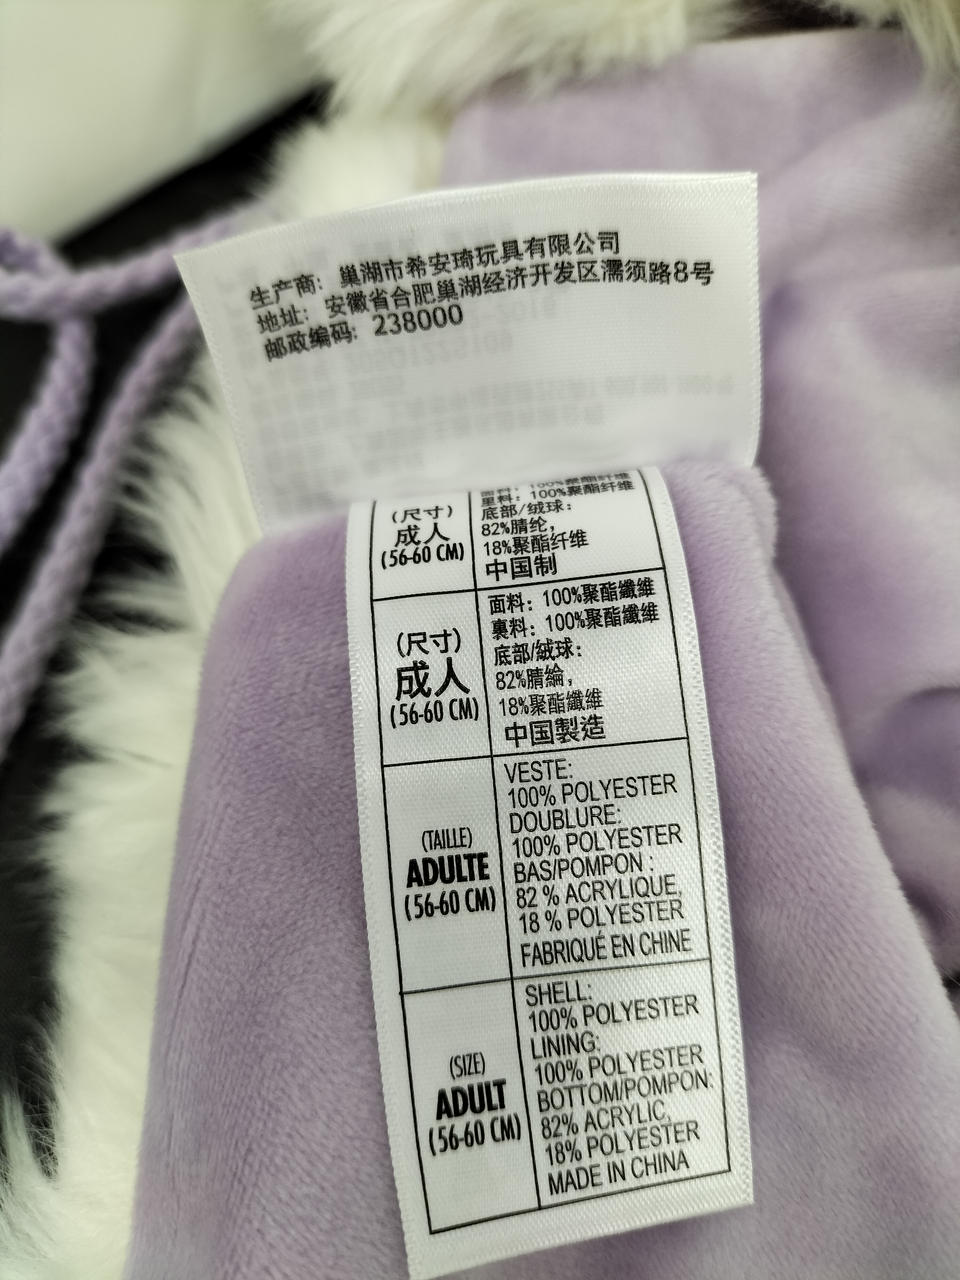 生产商: 巢湖市希安琦玩具有限公司
地址: 安徽省合肥巢湖经济开发区濡须路8号
邮政编码: 238000
(尺寸)
成人
(56-60 CM)
面料: 100%聚酯纤维
里料: 100%聚酯纤维
底部/绒球:
82%腈纶,
18%聚酯纤维
中国制
(尺寸)
成人
(56-60 CM)
面料: 100%聚酯纖維
裏料: 100%聚酯纖維
底部/絨球:
82%腈綸,
18%聚酯纖維
中国製造
(TAILLE)
ADULTE
(56-60 CM)
VESTE:
100% POLYESTER
DOUBLURE:
100% POLYESTER
BAS/POMPON :
82 % ACRYLIQUE,
18 % POLYESTER
FABRIQUÉ EN CHINE
(SIZE)
ADULT
(56-60 CM)
SHELL:
100% POLYESTER
LINING:
100% POLYESTER
BOTTOM/POMPON:
82% ACRYLIC,
18% POLYESTER
MADE IN CHINA